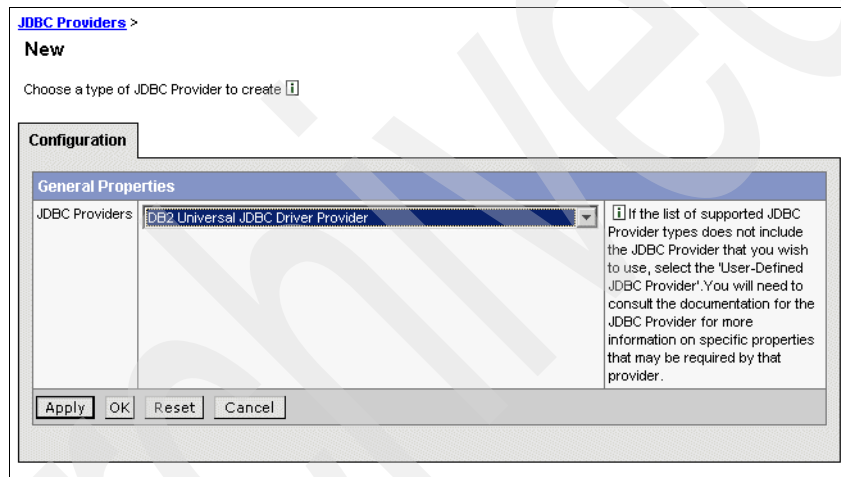 JDBC Providers >
New
Choose a type of JDBC Provider to create i
Configuration
General Properties
JDBC Providers
DB2 Universal JDBC Driver Provider
i If the list of supported JDBC
Provider types does not include
the JDBC Provider that you wish
to use, select the 'User-Defined
JDBC Provider'.You will need to
consult the documentation for the
JDBC Provider for more
information on specific properties
that may be required by that
provider.
Apply OK Reset Cancel